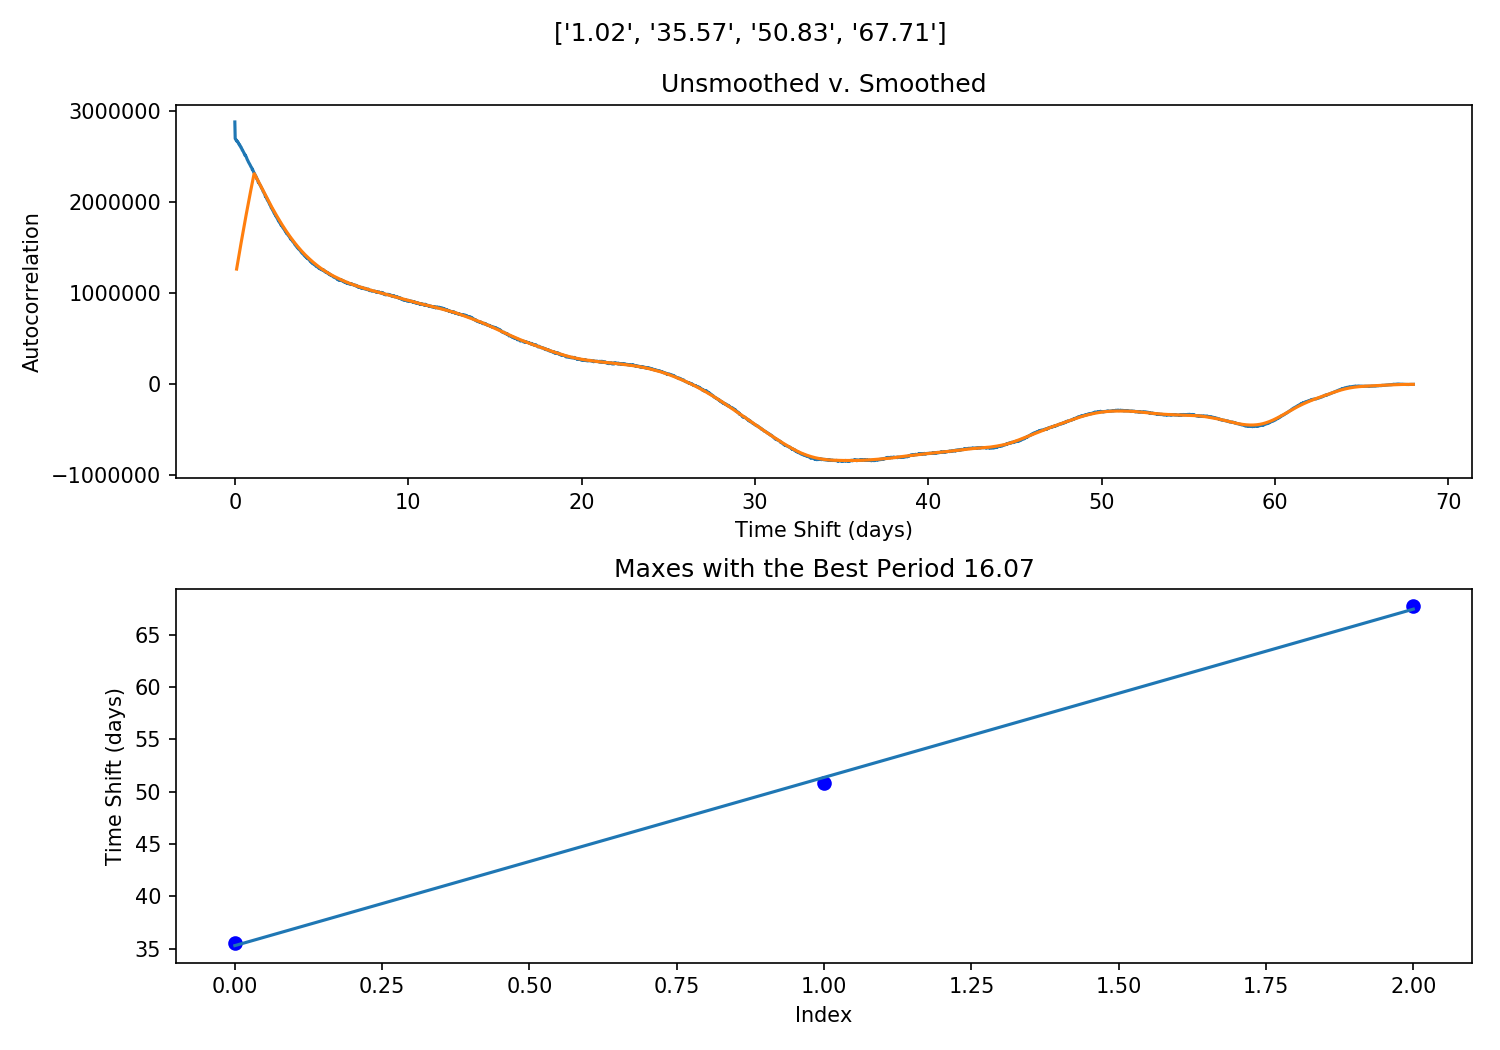 ['1.02', '35.57', '50.83', '67.71']
Unsmoothed v. Smoothed
3000000
2000000
1000000
0
−1000000
Autocorrelation
0 10 20 30 40 50 60 70
Time Shift (days)
Maxes with the Best Period 16.07
65
60
55
50
45
40
35
Time Shift (days)
0.00 0.25 0.50 0.75 1.00 1.25 1.50 1.75 2.00
Index